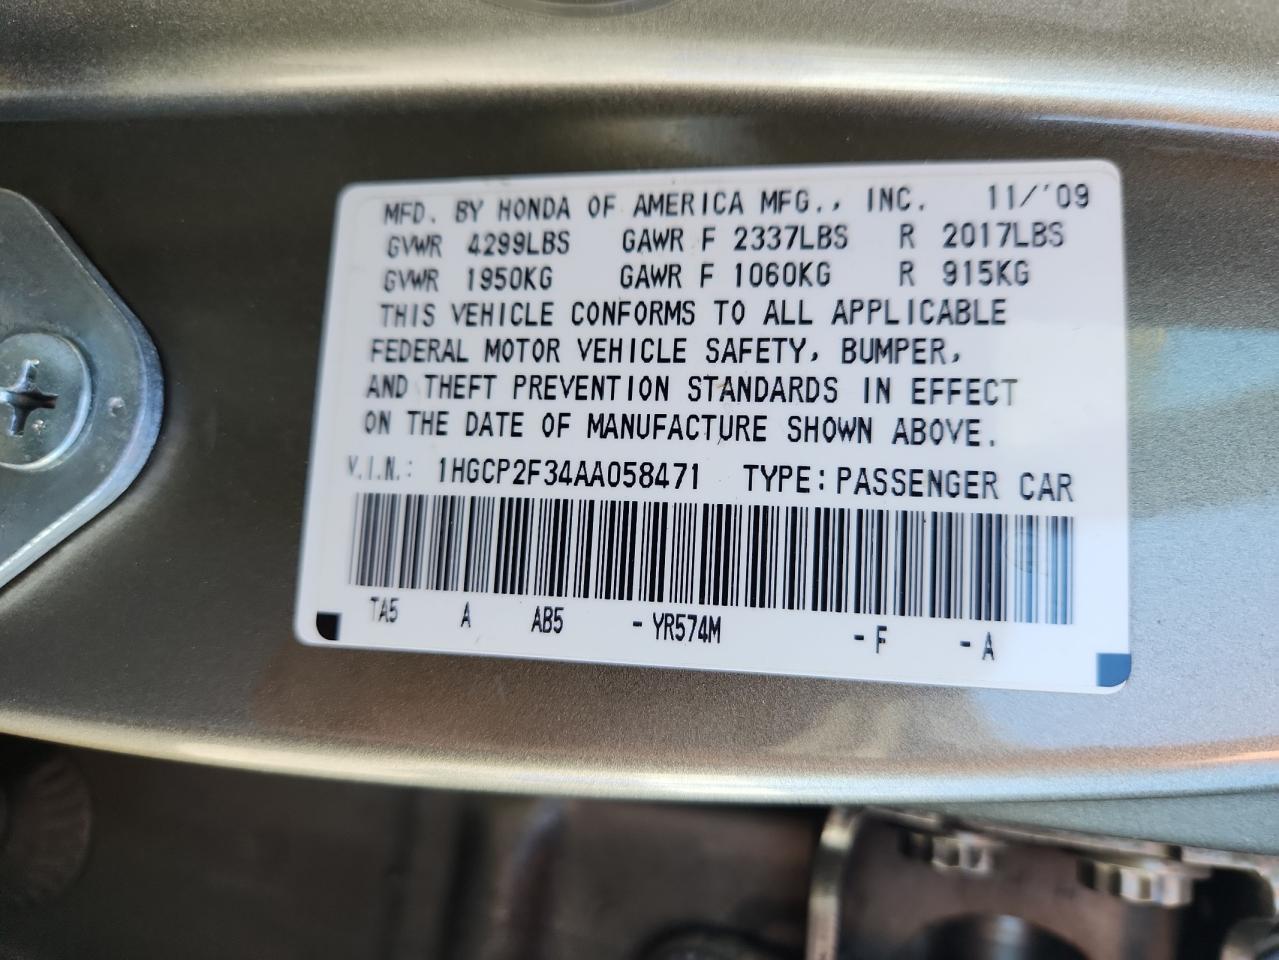 MFD. BY HONDA OF AMERICA MFG., INC. 11/'09
GVWR 4299LBS GAWR F 2337LBS R 2017LBS
GVWR 1950KG GAWR F 1060KG R 915KG
THIS VEHICLE CONFORMS TO ALL APPLICABLE
FEDERAL MOTOR VEHICLE SAFETY, BUMPER,
AND THEFT PREVENTION STANDARDS IN EFFECT
ON THE DATE OF MANUFACTURE SHOWN ABOVE.
V.I.N.: 1HGCP2F34AA058471 TYPE: PASSENGER CAR
TA5 A AB5 - YR574M - F - A